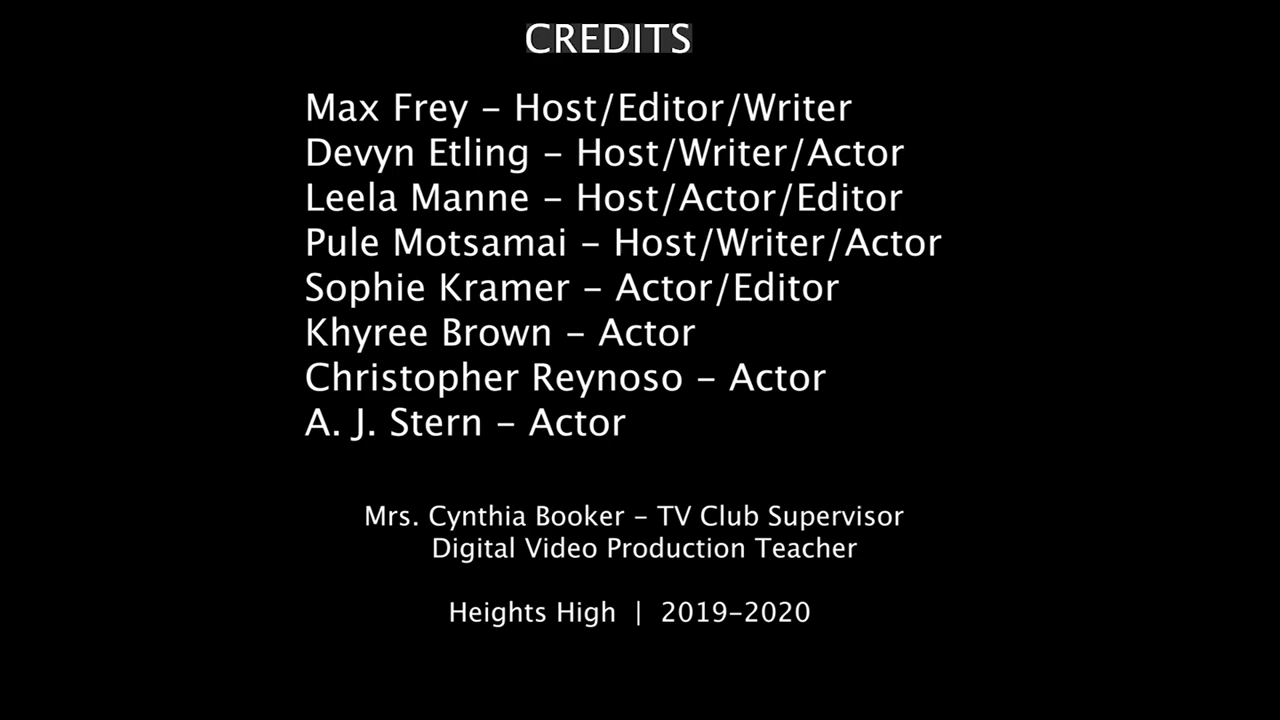 CREDITS
Max Frey - Host/Editor/Writer
Devyn Etling - Host/Writer/Actor
Leela Manne - Host/Actor/Editor
Pule Motsamai - Host/Writer/Actor
Sophie Kramer - Actor/Editor
Khyree Brown - Actor
Christopher Reynoso - Actor
A. J. Stern - Actor
Mrs. Cynthia Booker - TV Club Supervisor
Digital Video Production Teacher
Heights High | 2019-2020